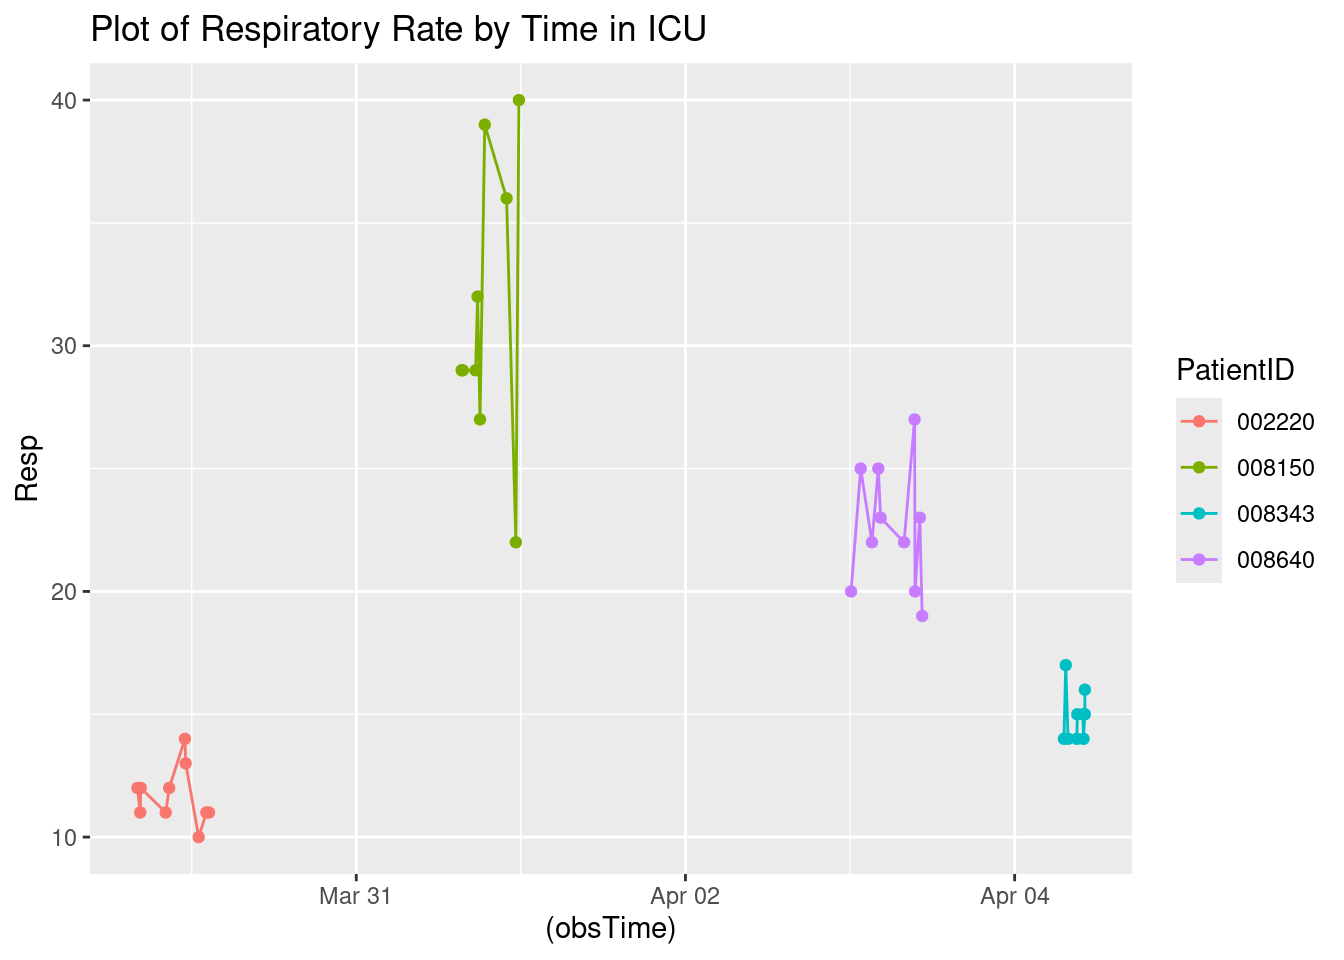 Plot of Respiratory Rate by Time in ICU
40
30
20
10
Resp
Mar 31
Apr 02
Apr 04
(obsTime)
PatientID
002220
008150
008343
008640